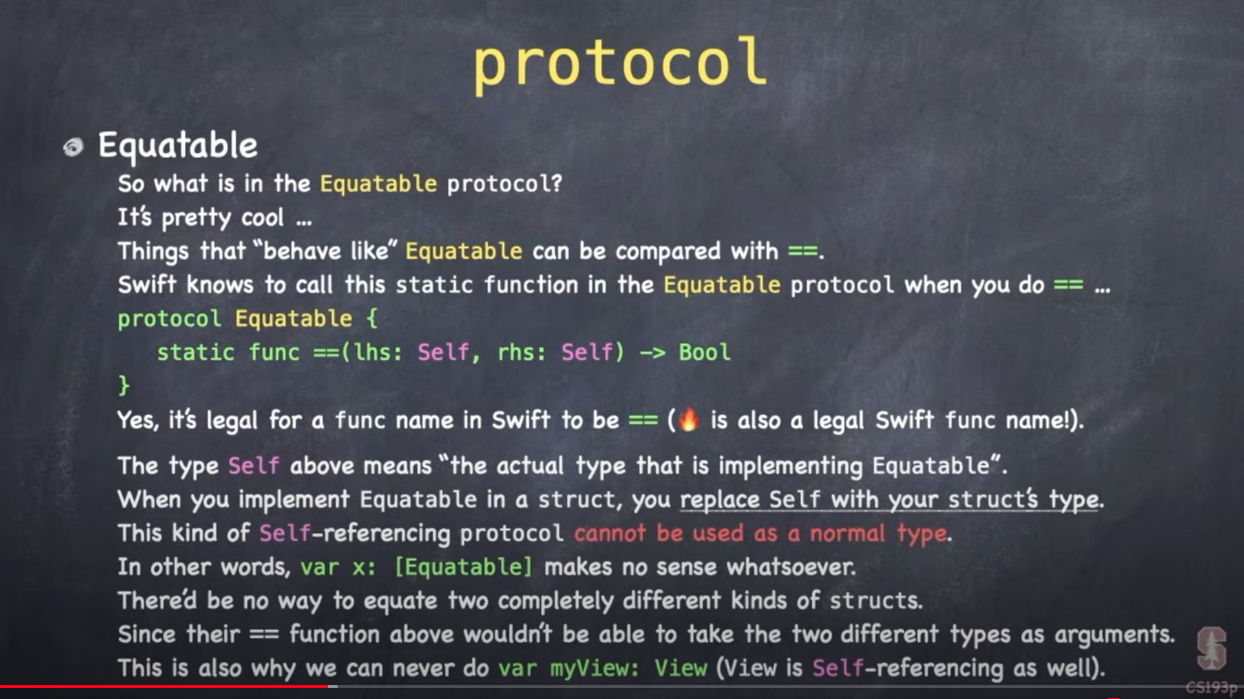 protocol
Equatable
So what is in the Equatable protocol?
It's pretty cool ...
Things that “behave like” Equatable can be compared with ==.
Swift knows to call this static function in the Equatable protocol when you do == ...
protocol Equatable {
static func ==(lhs: Self, rhs: Self) -> Bool
}
Yes, it's legal for a func name in Swift to be == (🔥 is also a legal Swift func name!).
The type Self above means “the actual type that is implementing Equatable”.
When you implement Equatable in a struct, you replace Self with your struct's type.
This kind of Self-referencing protocol cannot be used as a normal type.
In other words, var x: [Equatable] makes no sense whatsoever.
There'd be no way to equate two completely different kinds of structs.
Since their == function above wouldn't be able to take the two different types as arguments.
This is also why we can never do var myView: View (View is Self-referencing as well).
S
CS193p